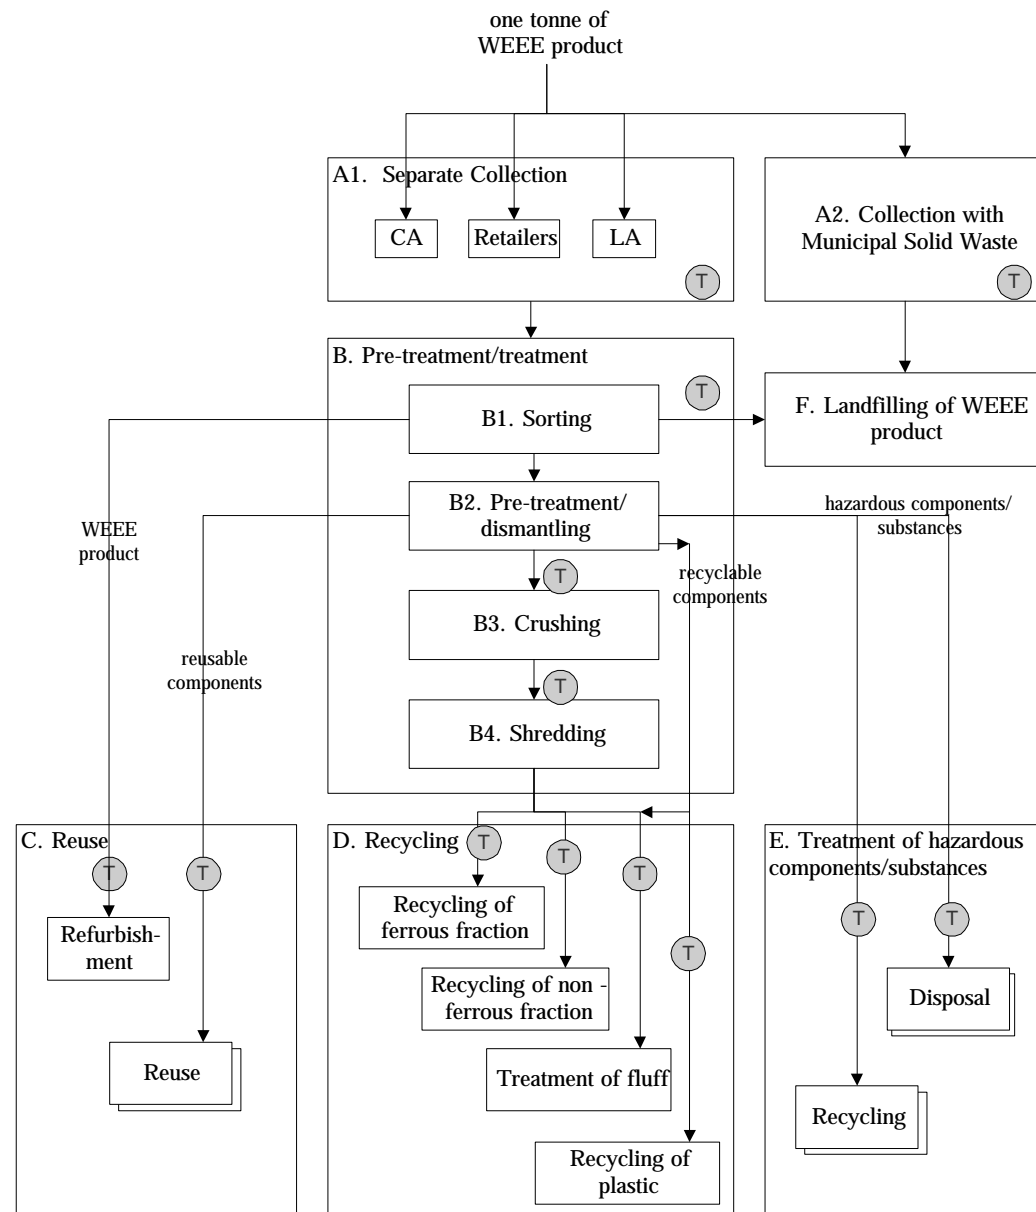 one tonne of
WEEE product
A1.  Separate Collection
CA
Retailers
LA
T
A2. Collection with
Municipal Solid Waste
T
B. Pre-treatment/treatment
T
B1. Sorting
F. Landfilling of WEEE
product
B2. Pre-treatment/
dismantling
hazardous components/
substances
WEEE
product
recyclable
components
T
B3. Crushing
reusable
components
T
B4. Shredding
C. Reuse
T
T
Refurbish-
ment
Reuse
D. Recycling
T
T
T
T
Recycling of
ferrous fraction
Recycling of non -
ferrous fraction
Treatment of fluff
Recycling of
plastic
E. Treatment of hazardous
components/substances
T
T
Disposal
Recycling